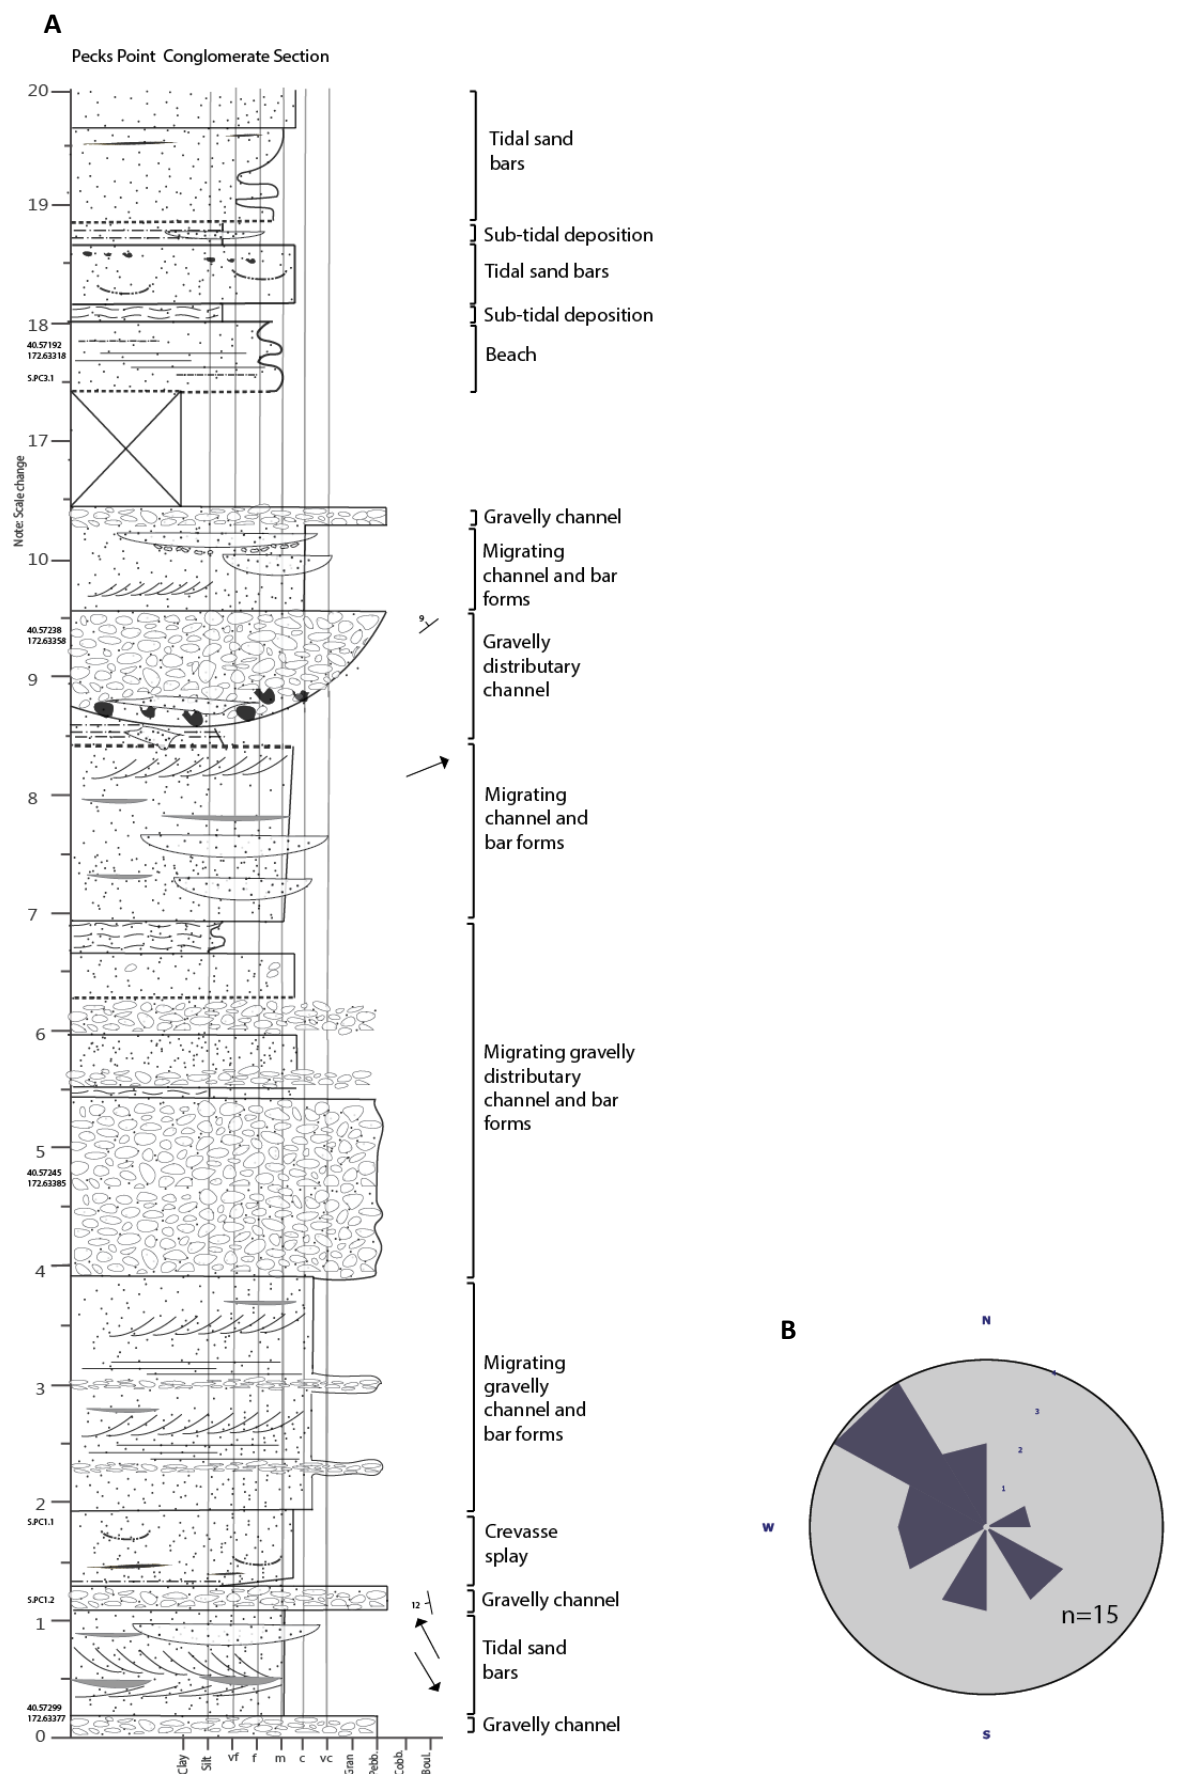 A
Pecks Point Conglomerate Section
20
Tidal sand
bars
19
Sub-tidal deposition
Tidal sand bars
Sub-tidal deposition
18
40.57192
172.63318
Beach
S.PC3.1
17
Note: Scale change
Gravelly channel
10
Migrating
channel and bar
forms
9
40.57238
172.63358
Gravelly
distributary
channel
9
8
Migrating
channel and
bar forms
7
6
Migrating gravelly
distributary
channel and bar
forms
5
40.57245
172.63385
4
3
Migrating
gravelly
channel and
bar forms
2
S.PC1.1
Crevasse
splay
S.PC1.2
Gravelly channel
12
1
Tidal sand
bars
40.57299
172.63377
Gravelly channel
0
Clay
Silt
vf
f
m
c
vc
Gran
Pebb.
Cobb.
Boul.
B
N
4
3
2
1
W
n=15
S